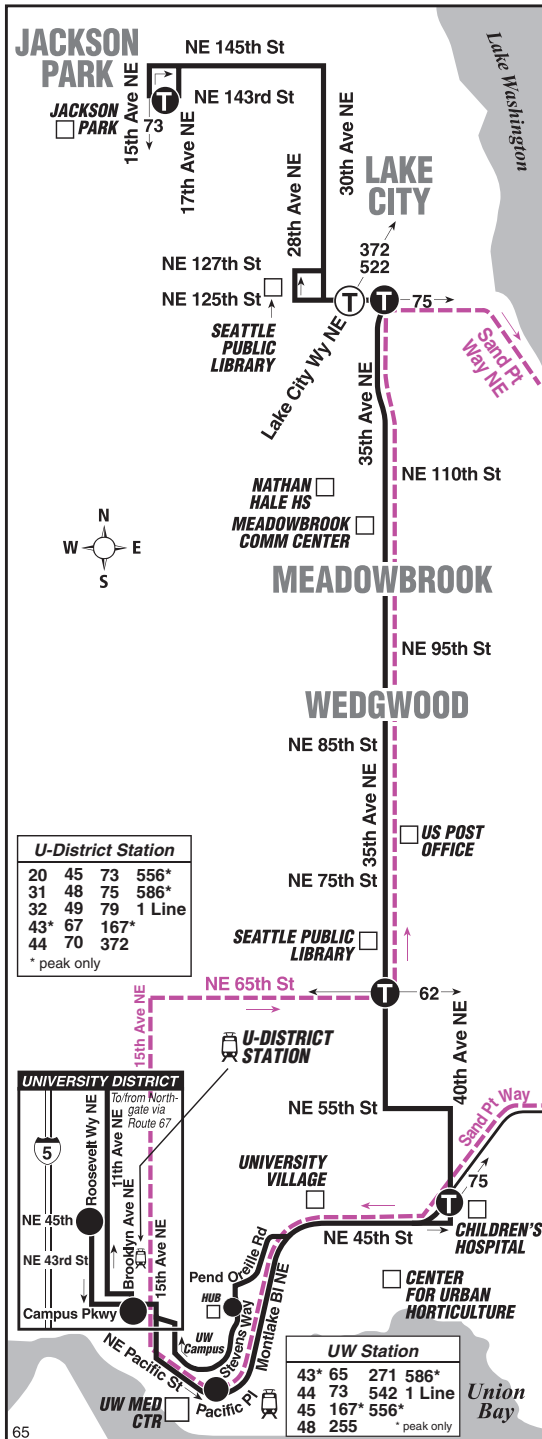 JACKSON
PARK
NE 145th St
Lake Washington
JACKSON
PARK
15th Ave NE
73
NE 143rd St
17th Ave NE
28th Ave NE
30th Ave NE
LAKE
CITY
372
522
NE 127th St
NE 125th St
T
T
T
75
SEATTLE
PUBLIC
LIBRARY
Lake City Wy NE
Sand Pt
Way NE
35th Ave NE
NE 110th St
NATHAN
HALE HS
MEADOWBROOK
COMM CENTER
N
W E
S
MEADOWBROOK
NE 95th St
WEDGWOOD
NE 85th St
35th Ave NE
US POST
OFFICE
NE 75th St
U-District Station
20 45 73 556*
31 48 75 586*
32 49 79 1 Line
43* 67 167*
44 70 372
* peak only
SEATTLE PUBLIC
LIBRARY
NE 65th St
T
62
15th Ave NE
40th Ave NE
U-DISTRICT
STATION
NE 55th St
Sand Pt Way
UNIVERSITY DISTRICT
To/from North-
gate via
Route 67
5
Roosevelt Wy NE
11th Ave NE
Brooklyn Ave NE
15th Ave NE
NE 45th
NE 43rd St
Campus Pkwy
UNIVERSITY
VILLAGE
75
T
NE 45th St
CHILDREN'S
HOSPITAL
Pend Oreille Rd
HUB
Stevens Way
UW
Campus
Montlake Bl NE
CENTER
FOR URBAN
HORTICULTURE
NE Pacific St
Pacific Pl
UW MED
CTR
UW Station
43* 65 271 586*
44 73 542 1 Line
45 167* 556*
48 255 * peak only
Union
Bay
65